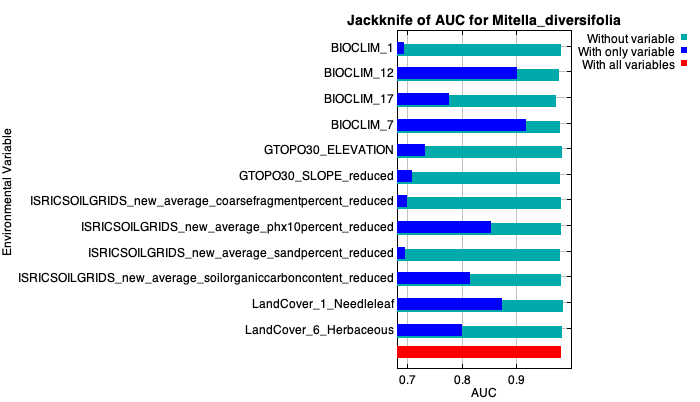 Jackknife of AUC for Mitella_diversifolia
Without variable
With only variable
With all variables
Environmental Variable
BIOCLIM_1
BIOCLIM_12
BIOCLIM_17
BIOCLIM_7
GTOPO30_ELEVATION
GTOPO30_SLOPE_reduced
ISRICSOILGRIDS_new_average_coarsefragmentpercent_reduced
ISRICSOILGRIDS_new_average_phx10percent_reduced
ISRICSOILGRIDS_new_average_sandpercent_reduced
ISRICSOILGRIDS_new_average_soilorganiccarboncontent_reduced
LandCover_1_Needleleaf
LandCover_6_Herbaceous
0.7 0.8 0.9
AUC